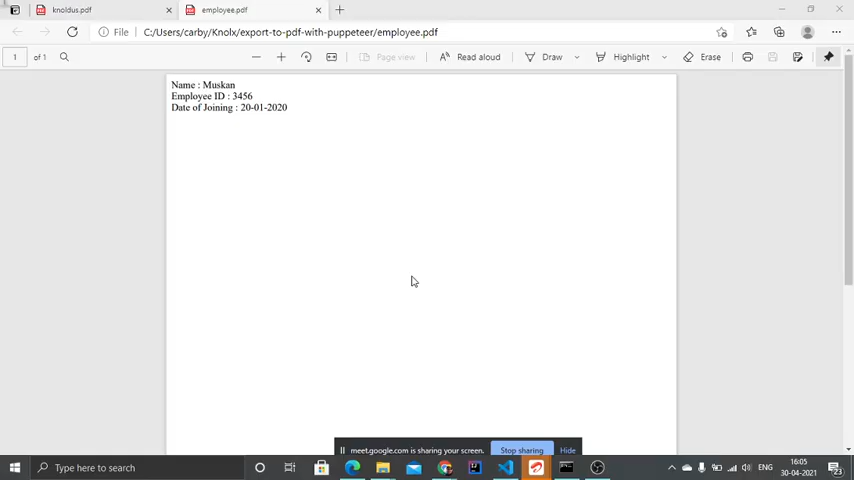 knoldus.pdf
employee.pdf
File
C:/Users/carby/Knolx/export-to-pdf-with-puppeteer/employee.pdf
1 of 1
Page view
Read aloud
Draw
Highlight
Erase
Name : Muskan
Employee ID : 3456
Date of Joining : 20-01-2020
meet.google.com is sharing your screen.
Stop sharing
Hide
Type here to search
ENG
16:05
30-04-2021
23